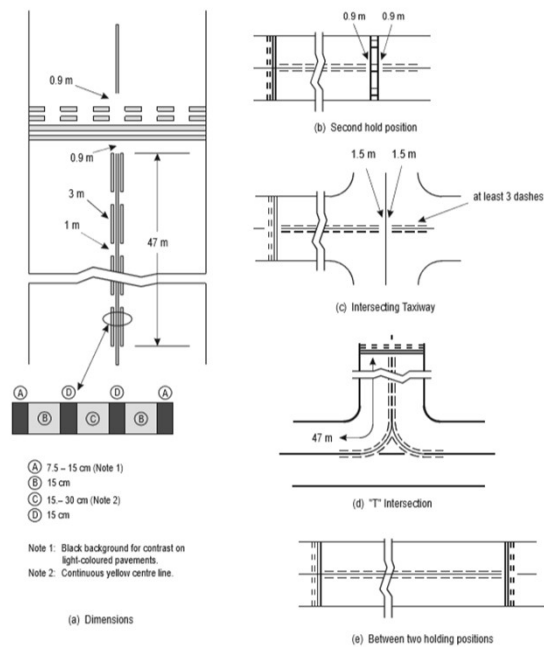 0.9 m
0.9 m
3 m
1 m
47 m
A
D
D
A
B
C
B
A 7.5 – 15 cm (Note 1)
B 15 cm
C 15.– 30 cm (Note 2)
D 15 cm
Note 1: Black background for contrast on
light-coloured pavements.
Note 2: Continuous yellow centre line.
(a) Dimensions
0.9 m 0.9 m
(b) Second hold position
1.5 m 1.5 m
at least 3 dashes
(c) Intersecting Taxiway
47 m
(d) "T" Intersection
(e) Between two holding positions